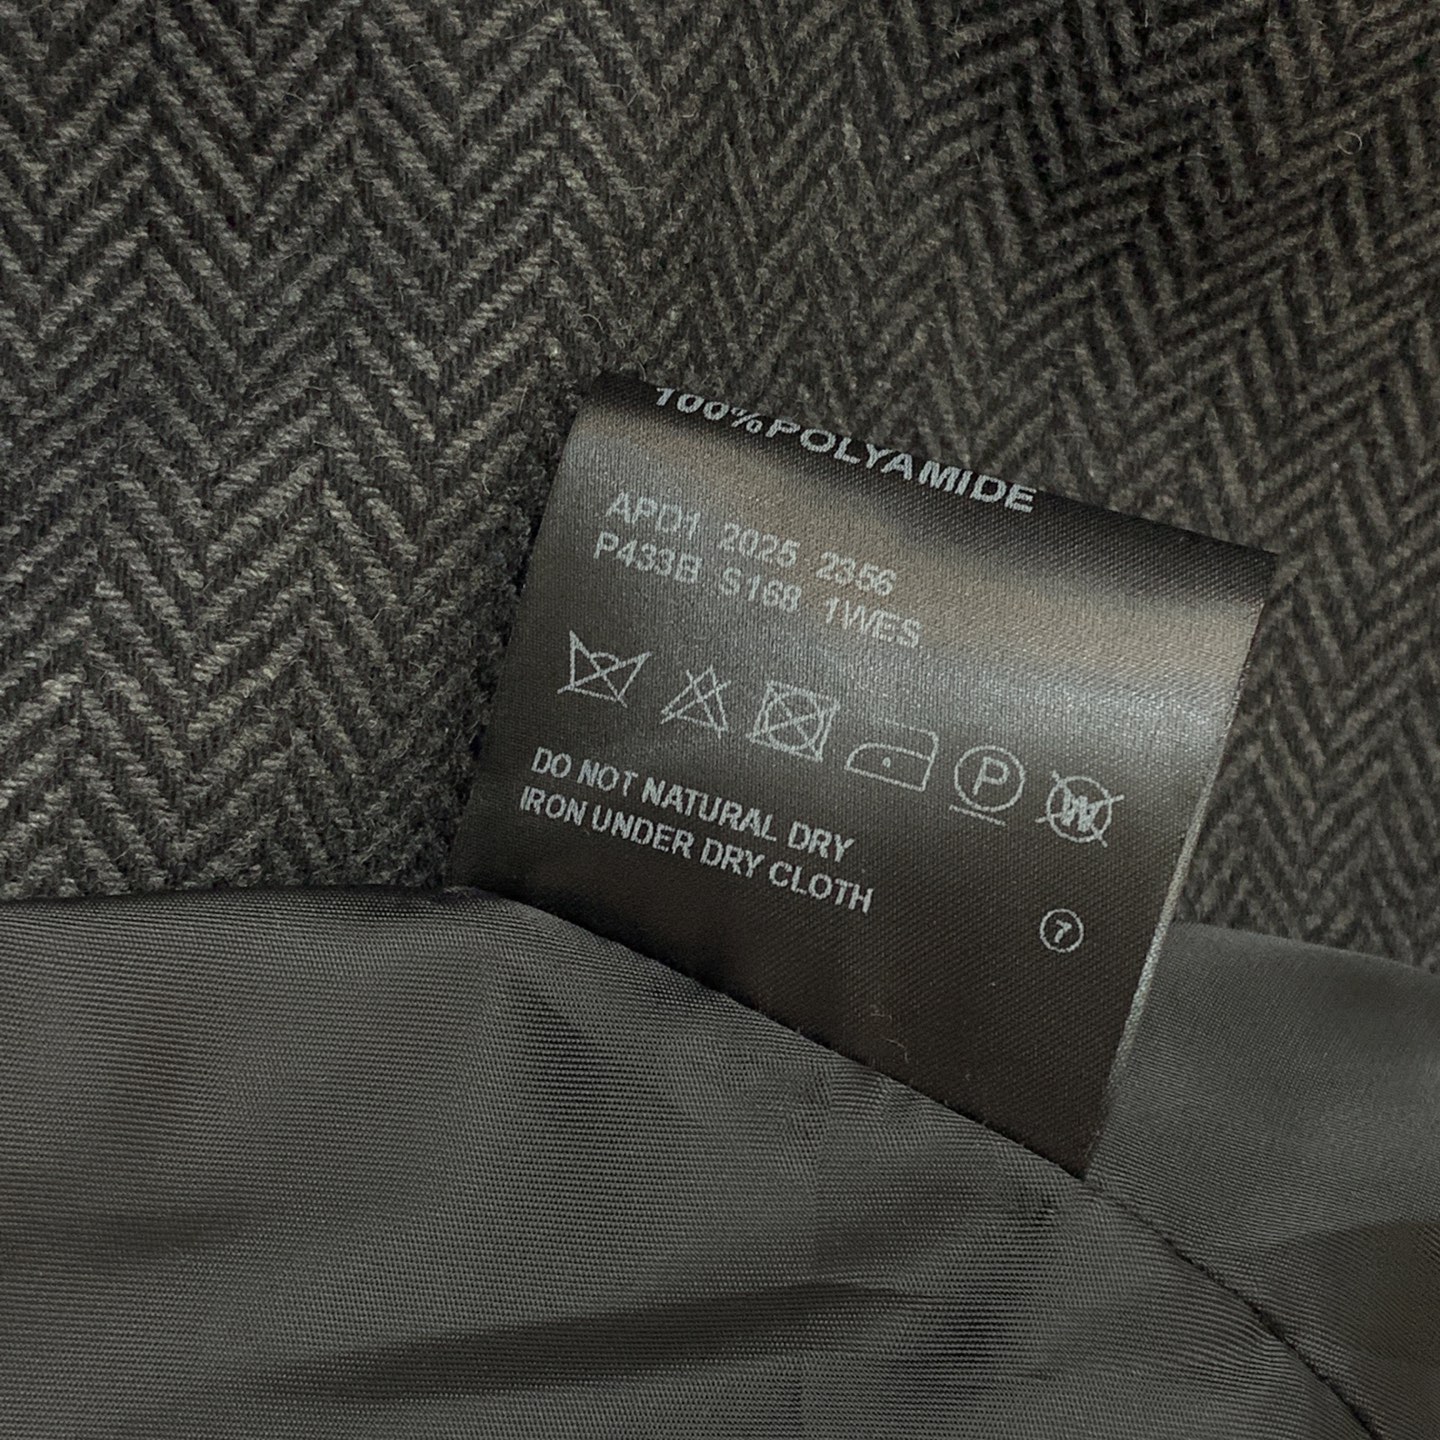 100%POLYAMIDE
APD1 2025 2356
P433B S168 1WES
P W
DO NOT NATURAL DRY
IRON UNDER DRY CLOTH
7